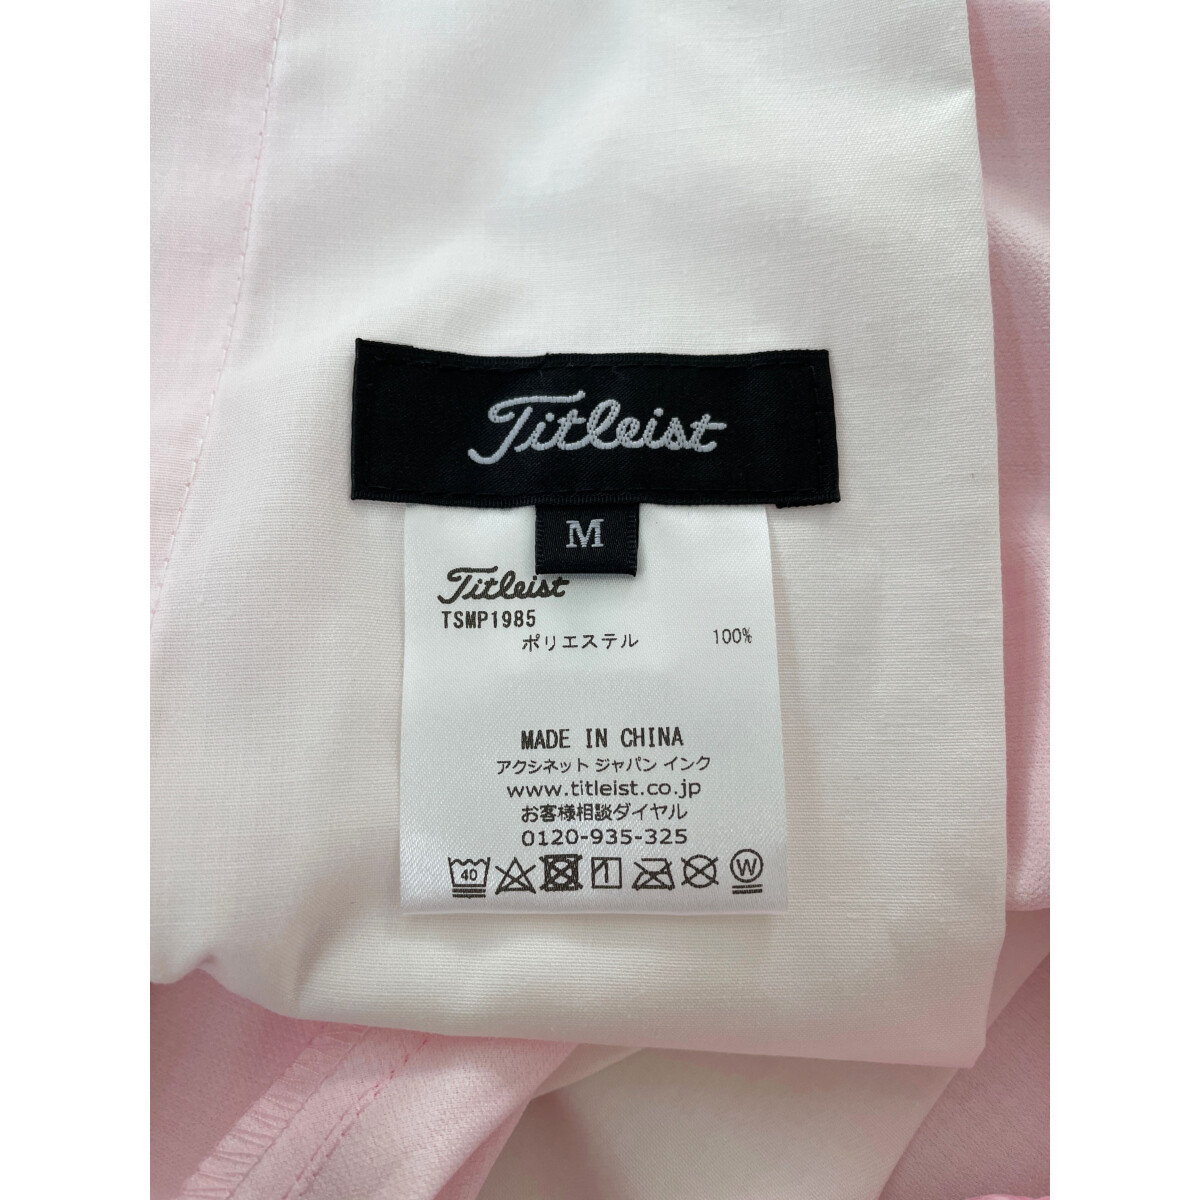 Titleist
M
Titleist
TSMP1985
ポリエステル 100%
MADE IN CHINA
アクシネット ジャパン インク
www.titleist.co.jp
お客様相談ダイヤル
0120-935-325
40 W